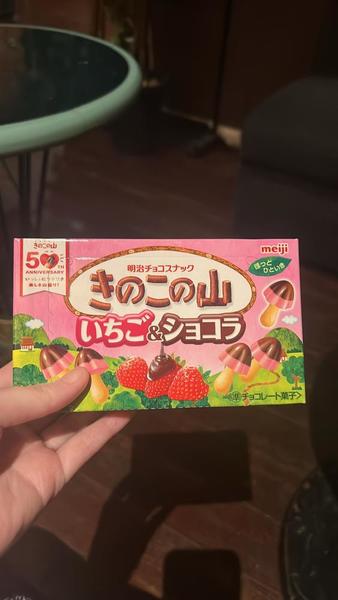 きのこの山
50TH
ANNIVERSARY
meiji
ほっと
ひといき
明治チョコスナック
きのこの山
いちご&ショコラ
チョコレート菓子>